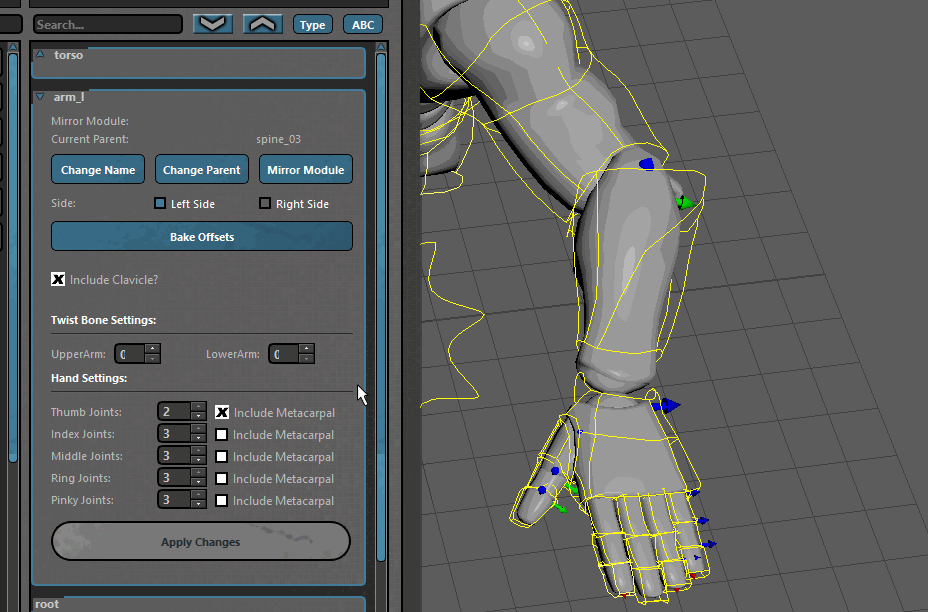 Search...
Type
ABC
torso
arm_l
Mirror Module:
Current Parent: spine_03
Change Name Change Parent Mirror Module
Side: Left Side Right Side
Bake Offsets
Include Clavicle?
Twist Bone Settings:
UpperArm: 0 LowerArm: 0
Hand Settings:
Thumb Joints: 2 Include Metacarpal
Index Joints: 3 Include Metacarpal
Middle Joints: 3 Include Metacarpal
Ring Joints: 3 Include Metacarpal
Pinky Joints: 3 Include Metacarpal
Apply Changes
root